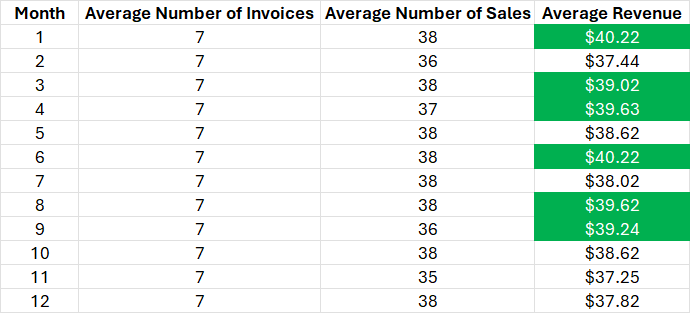 Month Average Number of Invoices Average Number of Sales Average Revenue
1 7 38 $40.22
2 7 36 $37.44
3 7 38 $39.02
4 7 37 $39.63
5 7 38 $38.62
6 7 38 $40.22
7 7 38 $38.02
8 7 38 $39.62
9 7 36 $39.24
10 7 38 $38.62
11 7 35 $37.25
12 7 38 $37.82